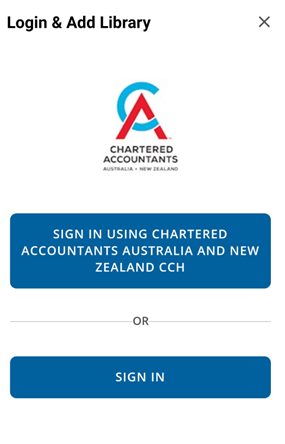 Login & Add Library
CHARTERED
ACCOUNTANTS
AUSTRALIA + NEW ZEALAND
SIGN IN USING CHARTERED
ACCOUNTANTS AUSTRALIA AND NEW
ZEALAND CCH
OR
SIGN IN